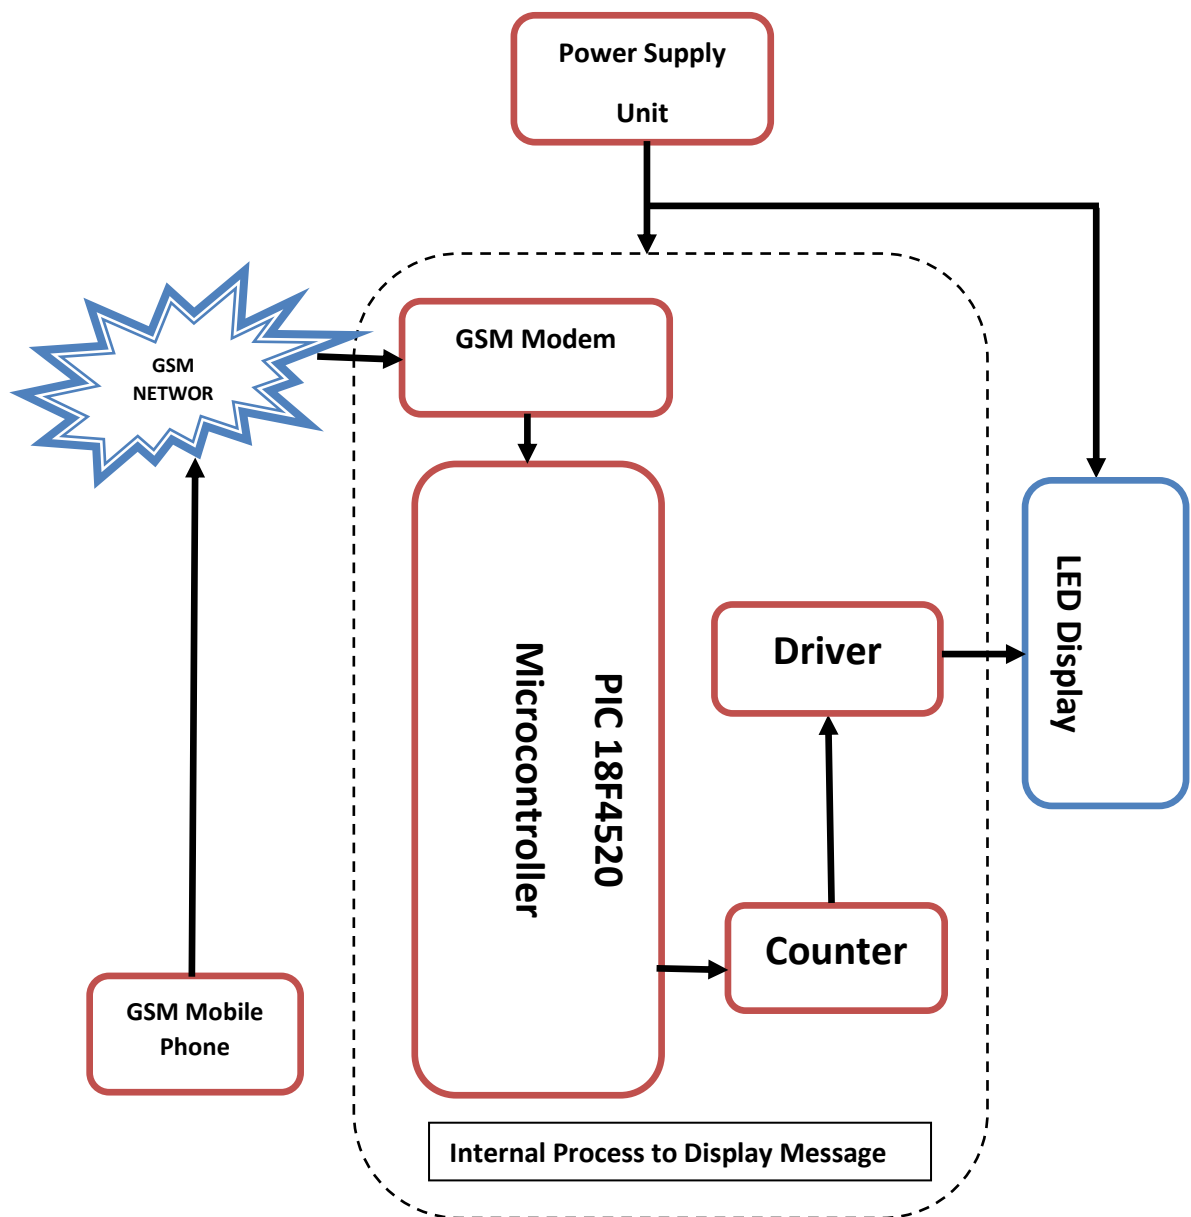 Power Supply
Unit
GSM Modem
GSM
NETWOR
PIC 18F4520
Microcontroller
Driver
LED Display
Counter
GSM Mobile
Phone
Internal Process to Display Message